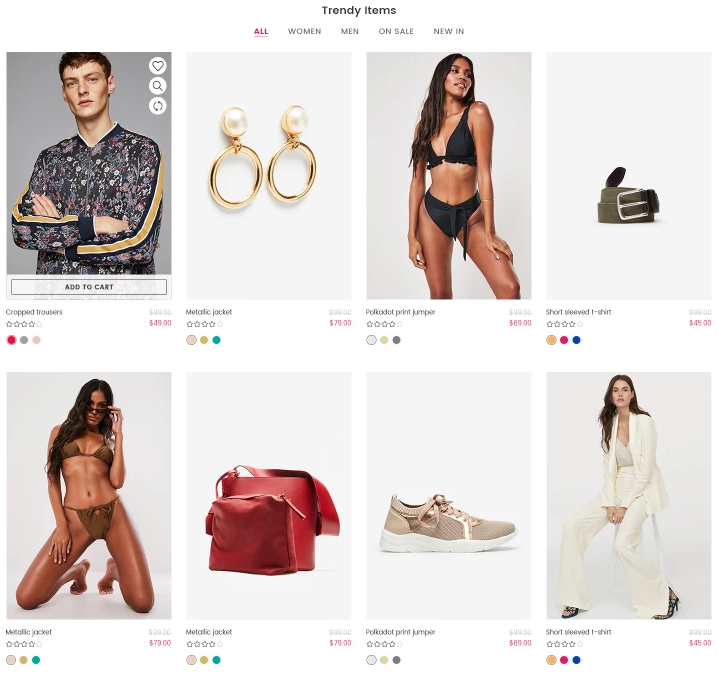 Trendy Items
ALL WOMEN MEN ON SALE NEW IN
ADD TO CART
Cropped trousers $99.00
$49.00
Metallic jacket $99.00
$79.00
Polkadot print jumper $99.00
$69.00
Short sleeved t-shirt $99.00
$45.00
Metallic jacket $99.00
$79.00
Metallic jacket $99.00
$79.00
Polkadot print jumper $99.00
$69.00
Short sleeved t-shirt $99.00
$45.00